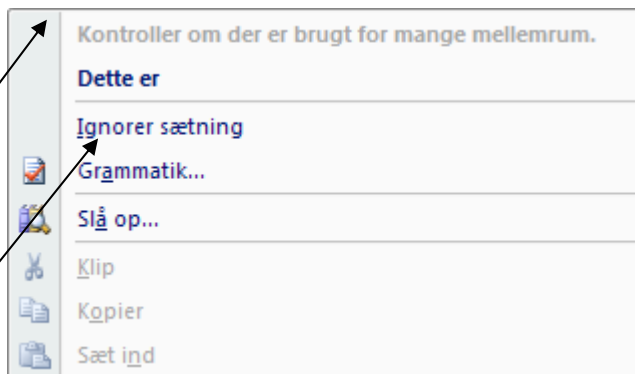 Kontroller om der er brugt for mange mellemrum.
Dette er
Ignorer sætning
Grammatik...
Slå op...
Klip
Kopier
Sæt ind